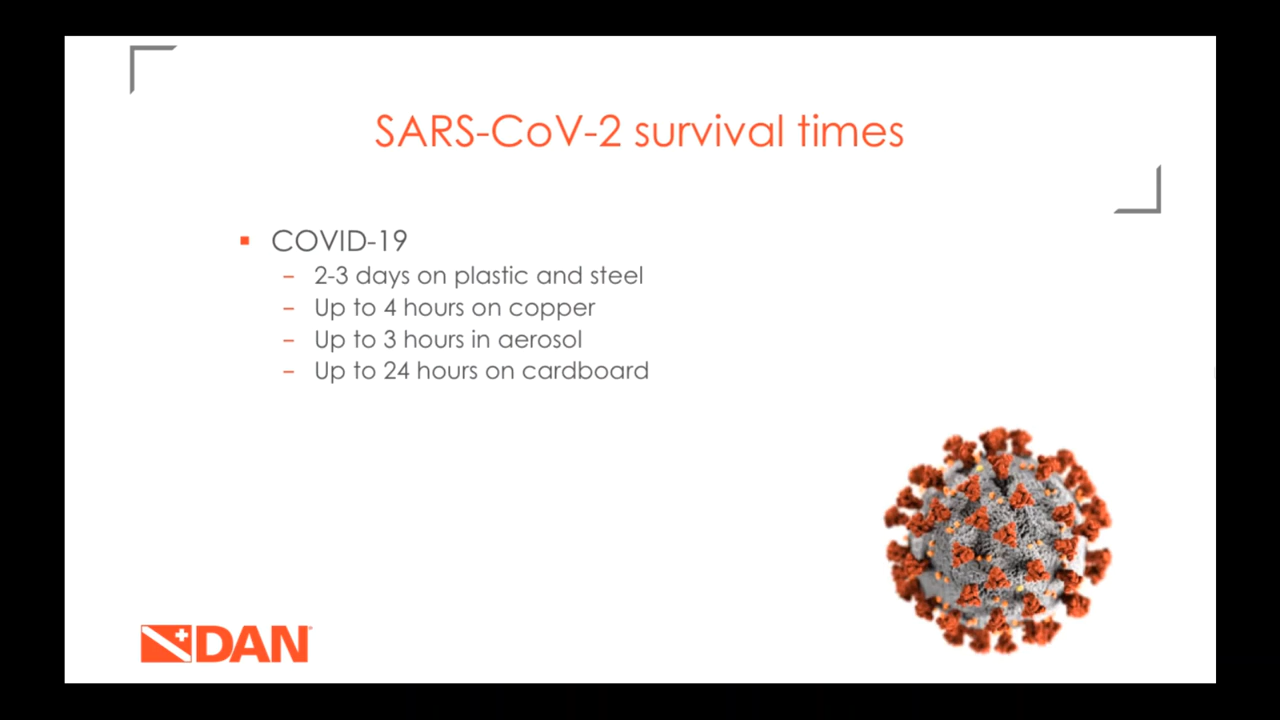 SARS-CoV-2 survival times
▪ COVID-19
– 2-3 days on plastic and steel
– Up to 4 hours on copper
– Up to 3 hours in aerosol
– Up to 24 hours on cardboard
DAN